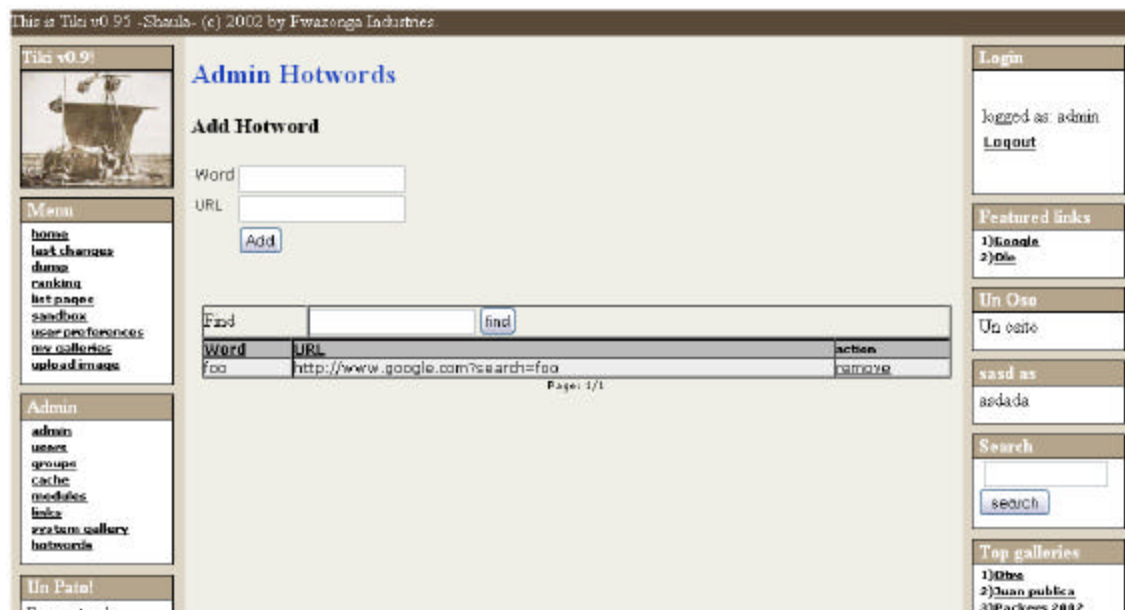 This is Tiki v0.95 -Shaula- (c) 2002 by Fwazonga Industries.
Tiki v0.9!
Menu
home
last changes
dump
ranking
list pages
sandbox
user preferences
my galleries
upload image
Admin
admin
users
groups
cache
modules
links
system gallery
hotwords
Un Pato!
Admin Hotwords
Add Hotword
Word
URL
Add
Find find
Word URL action
foo http://www.google.com?search=foo remove
Page: 1/1
Login
logged as: admin
Logout
Featured links
1)Google
2)Ole
Un Oso
Un osito
sasd as
asdada
Search
search
Top galleries
1)Otra
2)Juan publica
3)Packers 2002